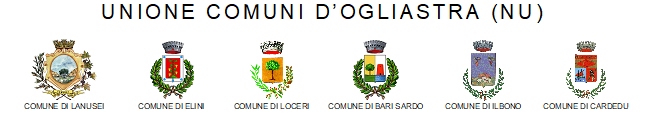 UNIONE COMUNI D’OGLIASTRA (NU)
COMUNE DI LANUSEI COMUNE DI ELINI COMUNE DI LOCERI COMUNE DI BARI SARDO COMUNE DI ILBONO COMUNE DI CARDEDU